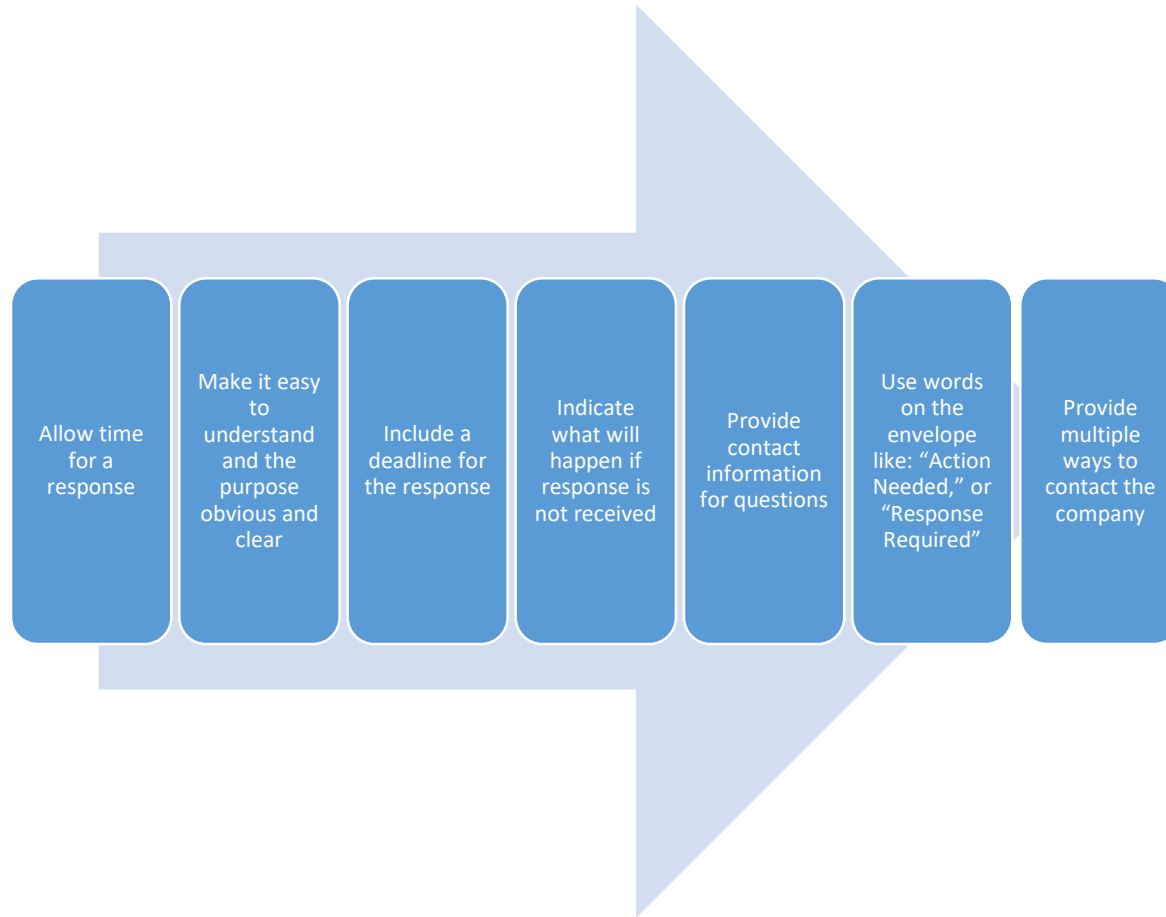 Allow time
for a
response
Make it easy
to
understand
and the
purpose
obvious and
clear
Include a
deadline for
the response
Indicate
what will
happen if
response is
not received
Provide
contact
information
for questions
Use words
on the
envelope
like: “Action
Needed,” or
“Response
Required”
Provide
multiple
ways to
contact the
company